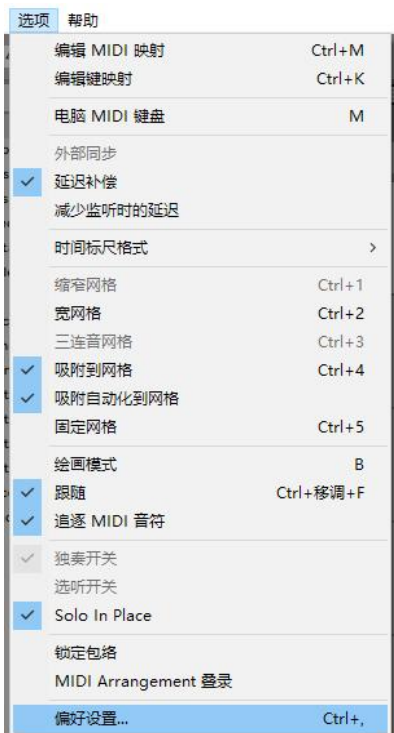 选项 帮助
编辑 MIDI 映射 Ctrl+M
编辑键映射 Ctrl+K
电脑 MIDI 键盘 M
外部同步
延迟补偿
减少监听时的延迟
时间标尺格式
缩窄网格 Ctrl+1
宽网格 Ctrl+2
三连音网格 Ctrl+3
吸附到网格 Ctrl+4
吸附自动化到网格
固定网格 Ctrl+5
绘画模式 B
跟随 Ctrl+移调+F
追逐 MIDI 音符
独奏开关
选听开关
Solo In Place
锁定包络
MIDI Arrangement 叠录
偏好设置... Ctrl+,